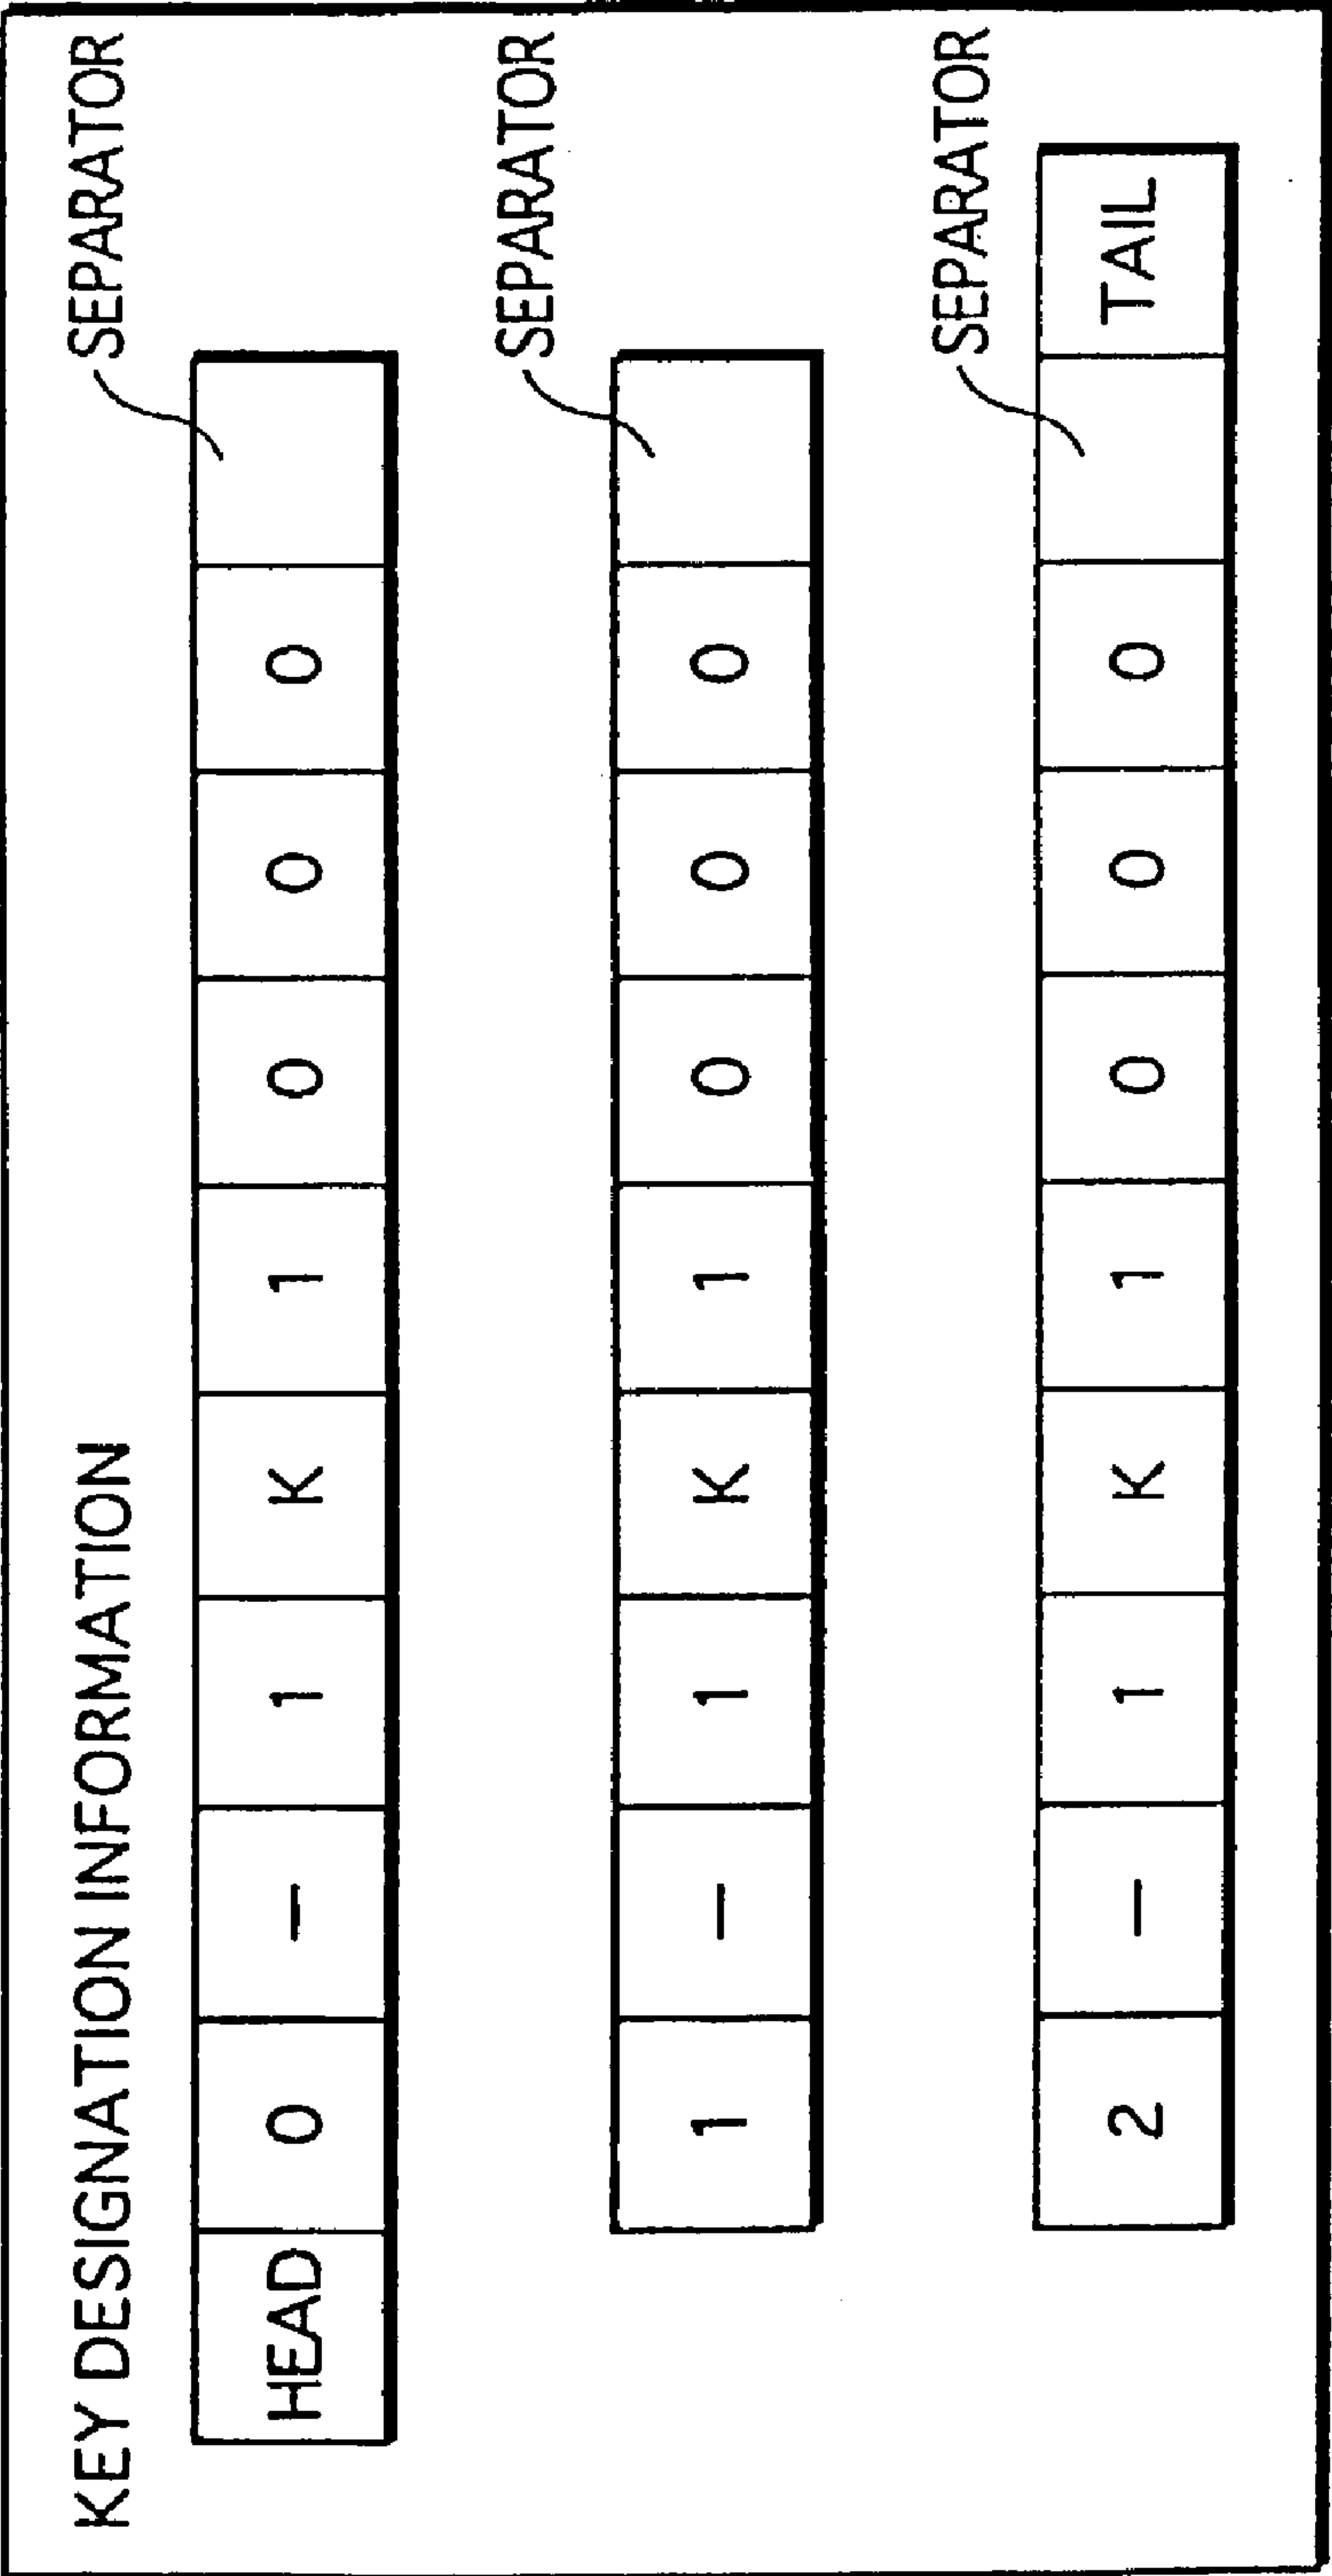 KEY DESIGNATION INFORMATION
SEPARATOR
HEAD 0 – 1 K 1 0 0 0
SEPARATOR
1 – 1 K 1 0 0 0
SEPARATOR
2 – 1 K 1 0 0 0 TAIL